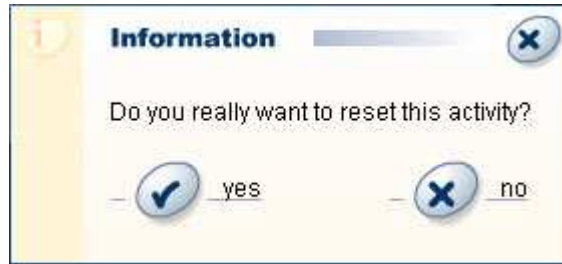 Information
Do you really want to reset this activity?
yes no